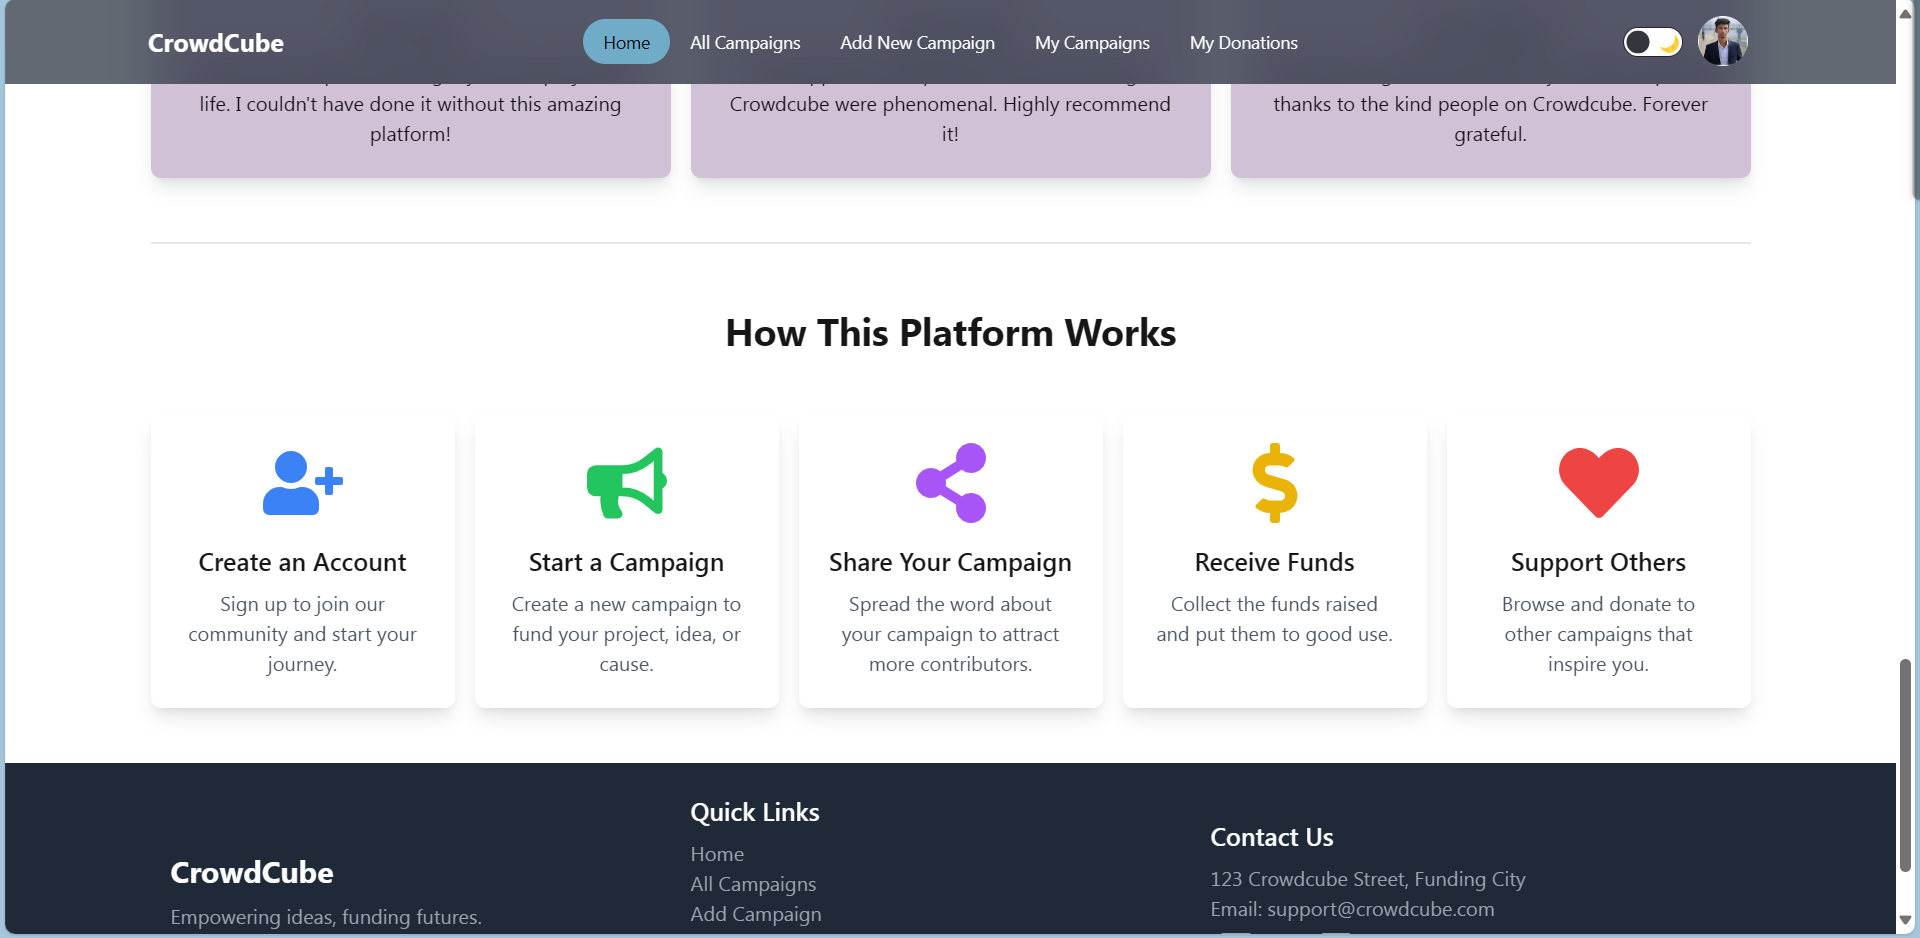 CrowdCube
Home
All Campaigns
Add New Campaign
My Campaigns
My Donations
life. I couldn't have done it without this amazing
platform!
Crowdcube were phenomenal. Highly recommend
it!
thanks to the kind people on Crowdcube. Forever
grateful.
How This Platform Works
Create an Account
Sign up to join our
community and start your
journey.
Start a Campaign
Create a new campaign to
fund your project, idea, or
cause.
Share Your Campaign
Spread the word about
your campaign to attract
more contributors.
Receive Funds
Collect the funds raised
and put them to good use.
Support Others
Browse and donate to
other campaigns that
inspire you.
CrowdCube
Empowering ideas, funding futures.
Quick Links
Home
All Campaigns
Add Campaign
Contact Us
123 Crowdcube Street, Funding City
Email: support@crowdcube.com